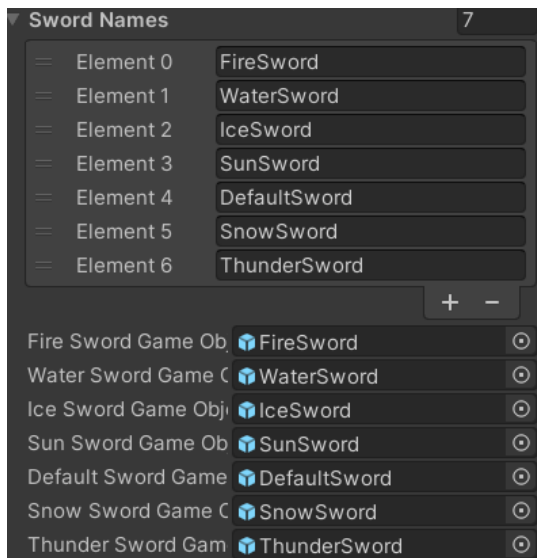 Sword Names 7
Element 0 FireSword
Element 1 WaterSword
Element 2 IceSword
Element 3 SunSword
Element 4 DefaultSword
Element 5 SnowSword
Element 6 ThunderSword
+ −
Fire Sword Game Ob FireSword
Water Sword Game WaterSword
Ice Sword Game Obj IceSword
Sun Sword Game Ob SunSword
Default Sword Game DefaultSword
Snow Sword Game SnowSword
Thunder Sword Gam ThunderSword